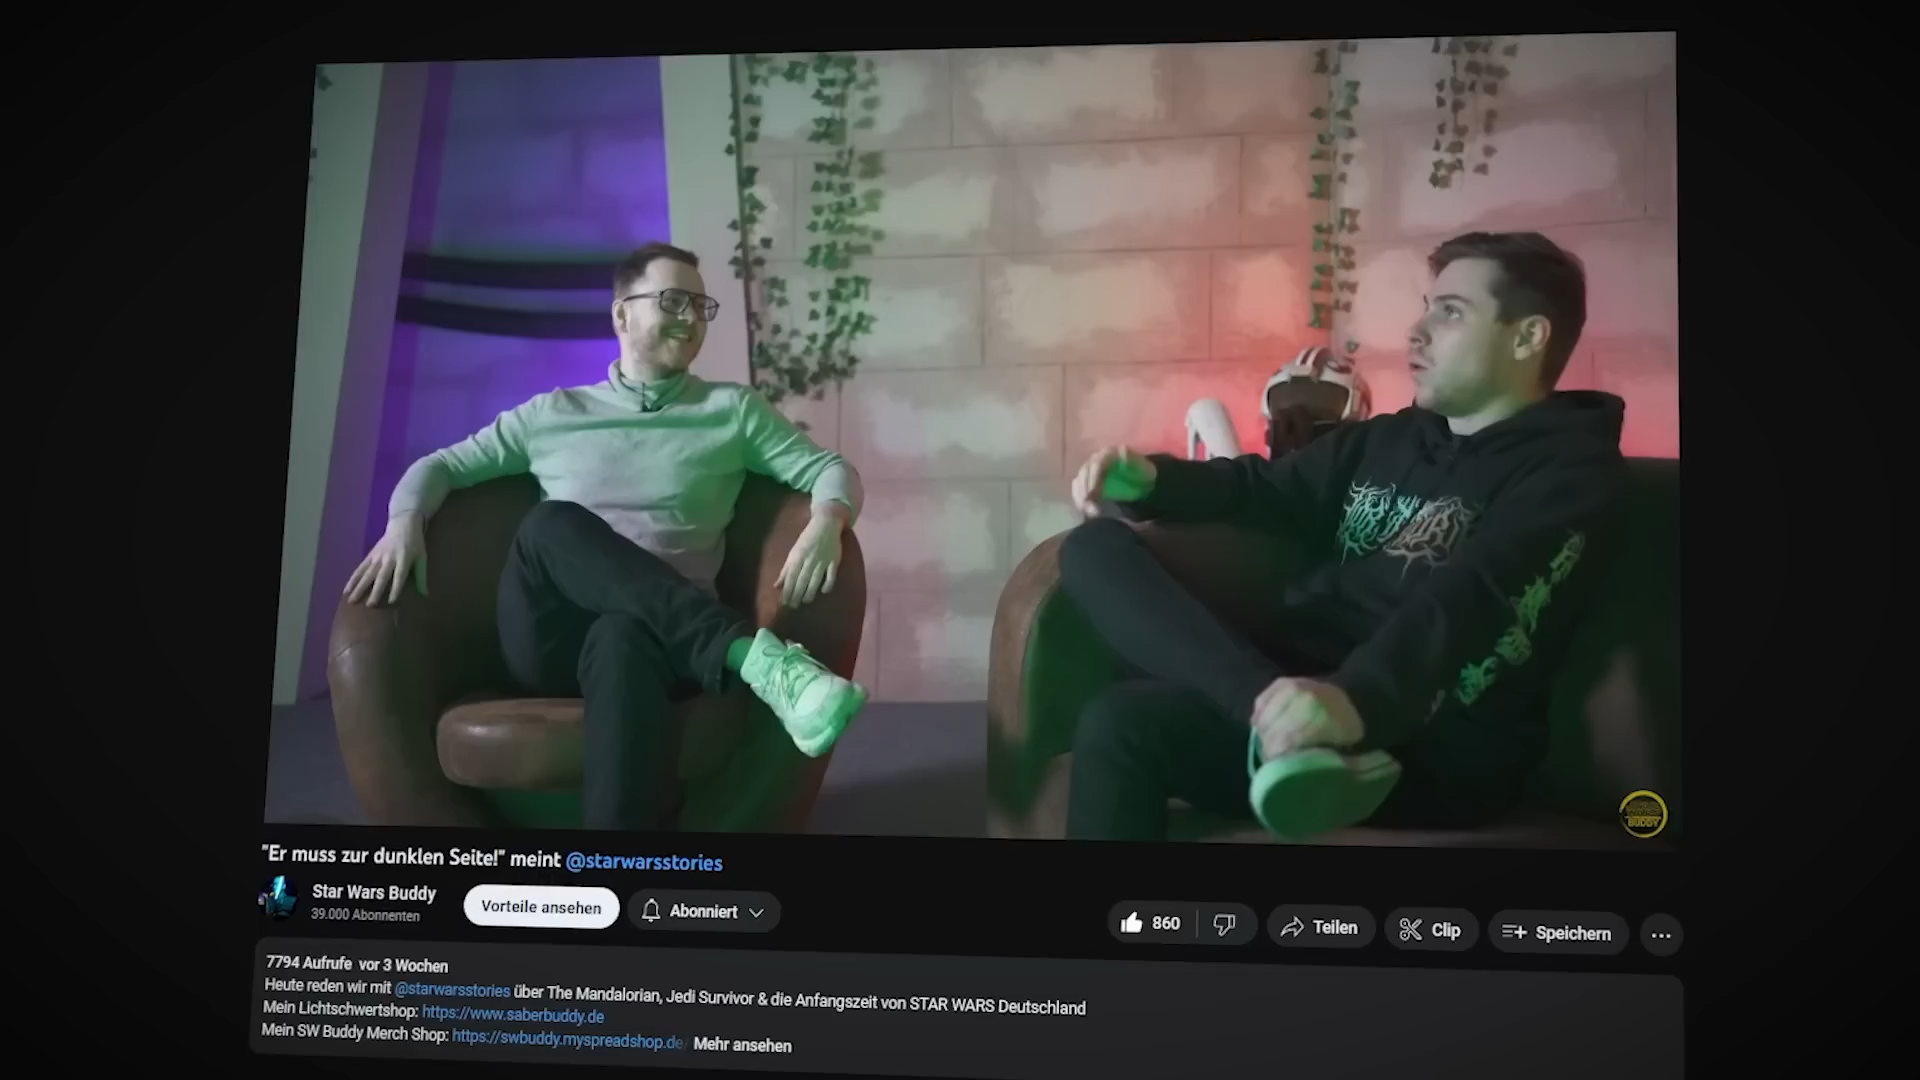 "Er muss zur dunklen Seite!" meint @starwarsstories
Star Wars Buddy
39.000 Abonnenten
Vorteile ansehen
Abonniert
860
Teilen
Clip
Speichern
7794 Aufrufe vor 3 Wochen
Heute reden wir mit @starwarsstories über The Mandalorian, Jedi Survivor & die Anfangszeit von STAR WARS Deutschland
Mein Lichtschwertshop: https://www.saberbuddy.de
Mein SW Buddy Merch Shop: https://swbuddy.myspreadshop.de Mehr ansehen